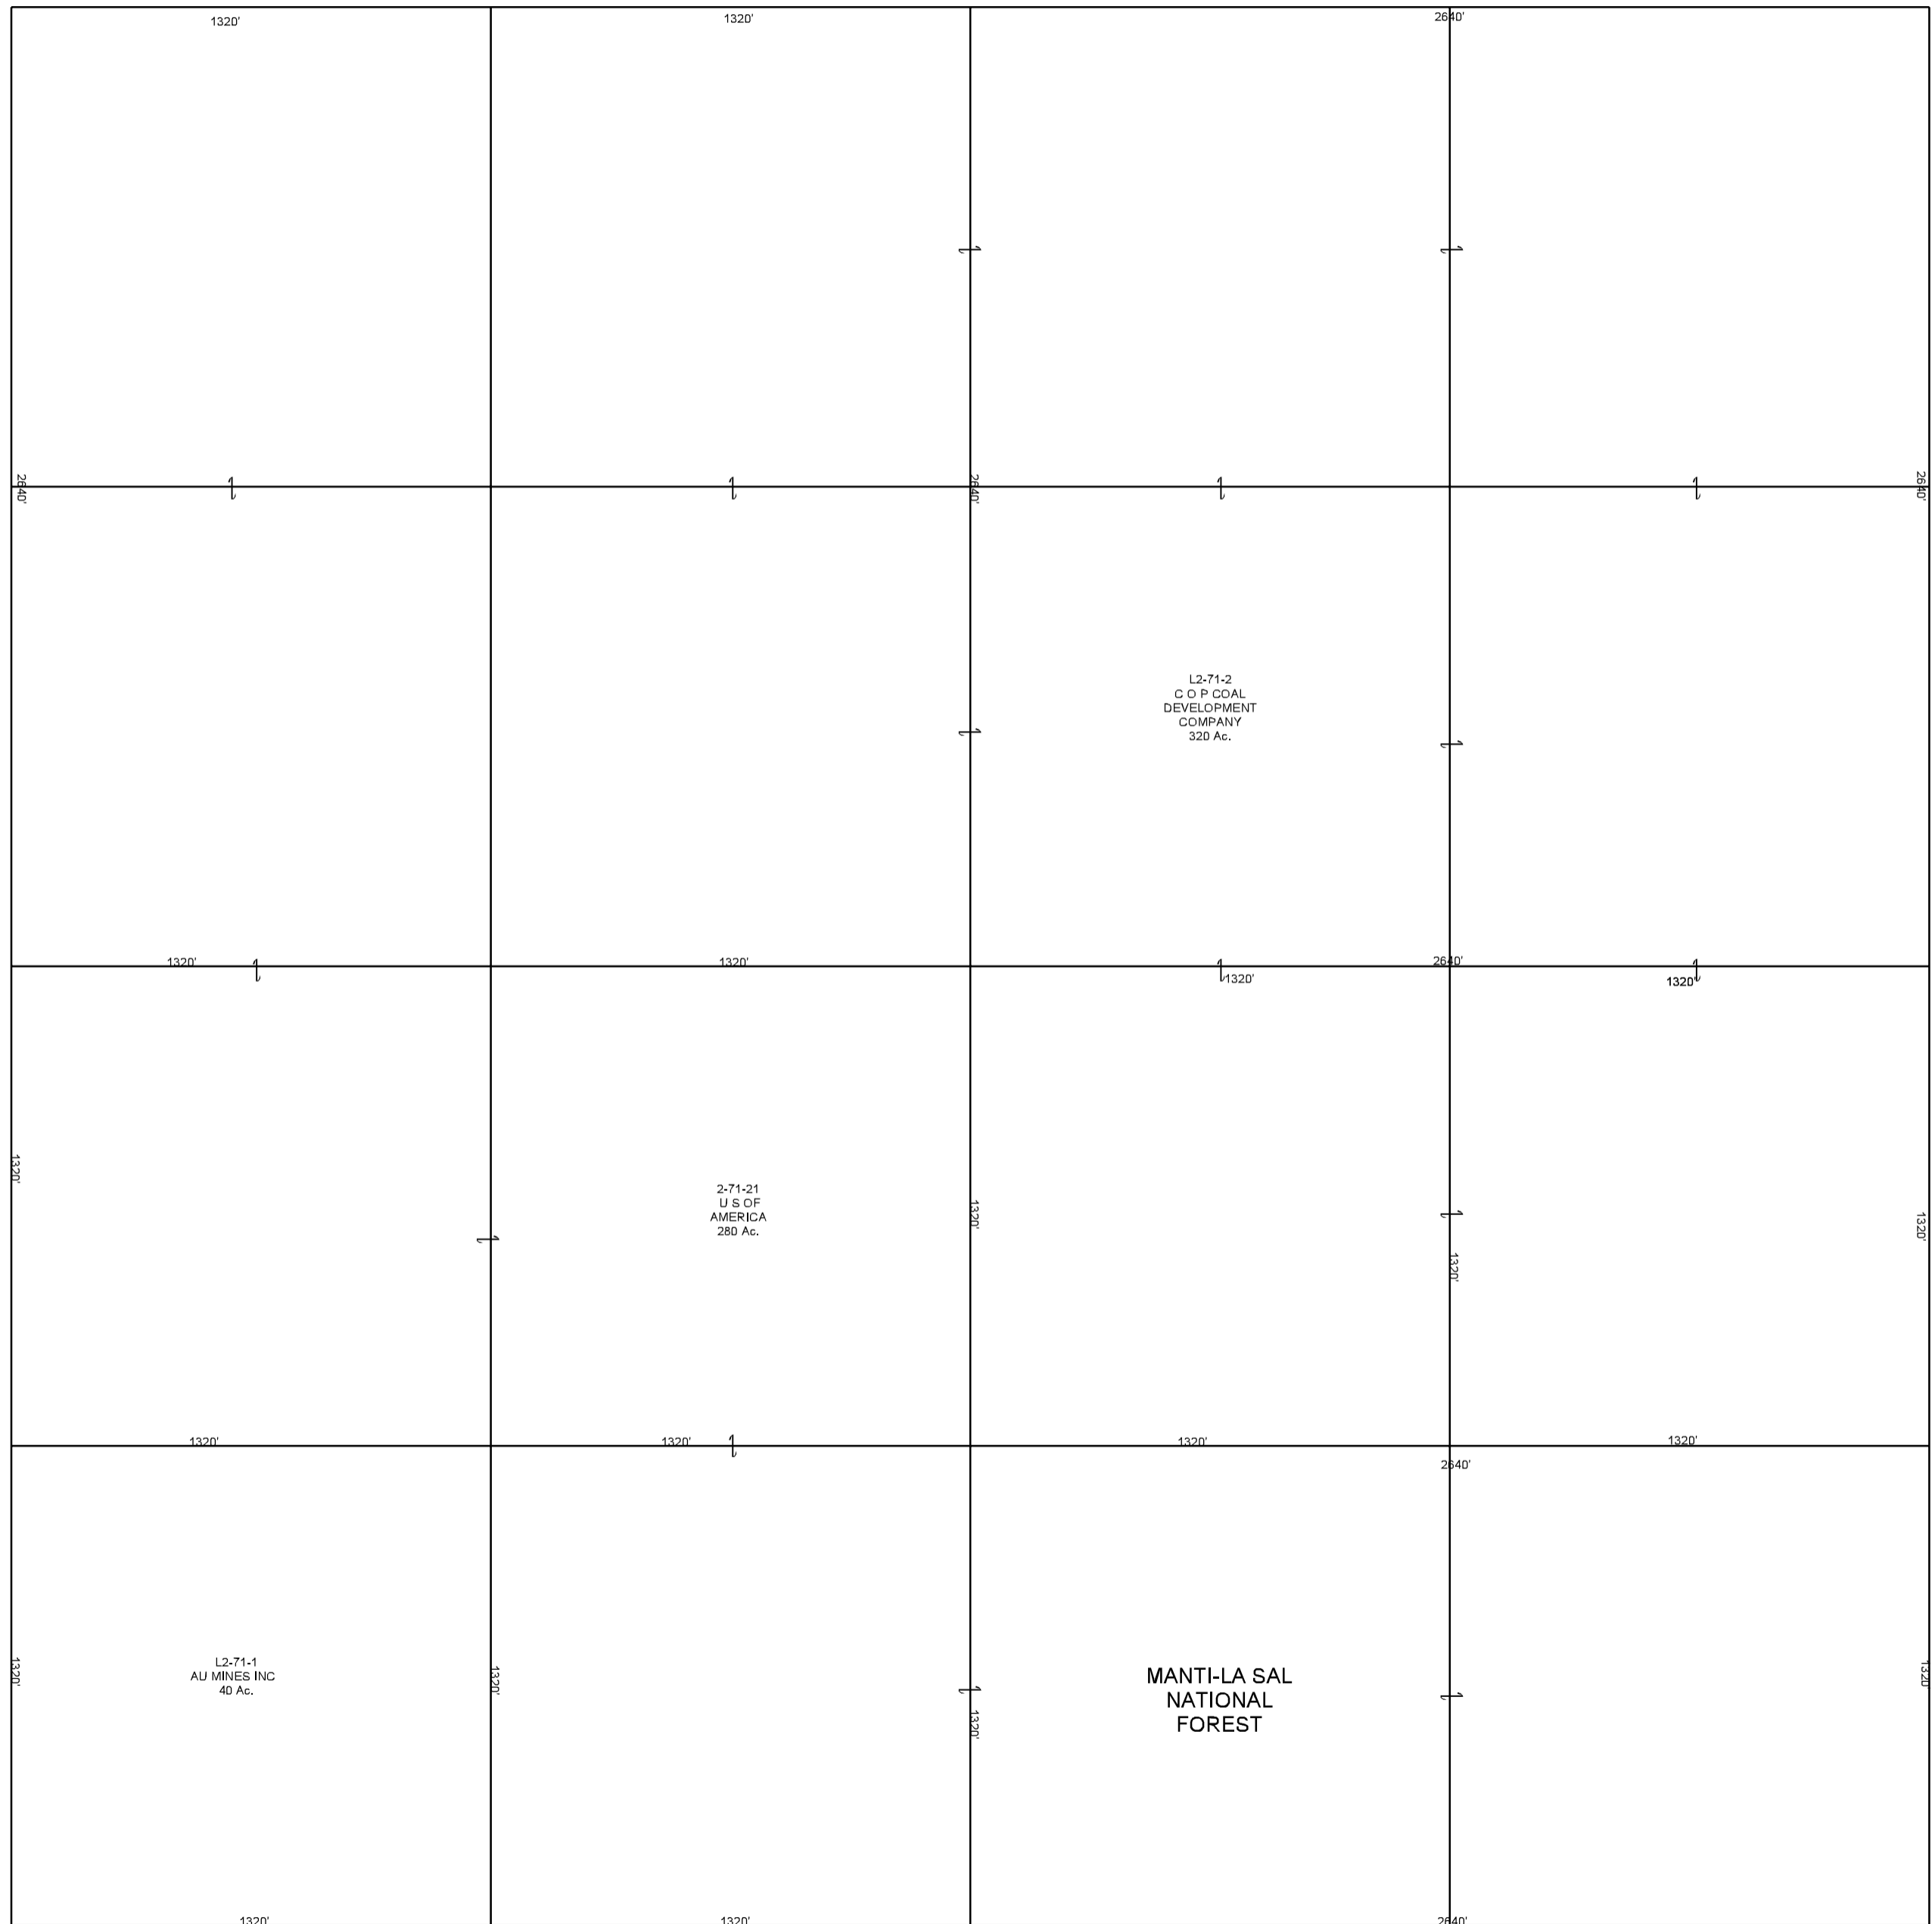 1320'
1320'
2640'
2640'
2640'
2640'
L2-71-2
C O P COAL
DEVELOPMENT
COMPANY
320 Ac.
1320'
1320'
2640'
1320'
1320'
1320'
2-71-21
U S OF
AMERICA
280 Ac.
1320'
1320'
1320'
1320'
1320'
1320'
1320'
2640'
1320'
L2-71-1
AU MINES INC
40 Ac.
1320'
1320'
MANTI-LA SAL
NATIONAL
FOREST
1320'
1320'
1320'
2640'